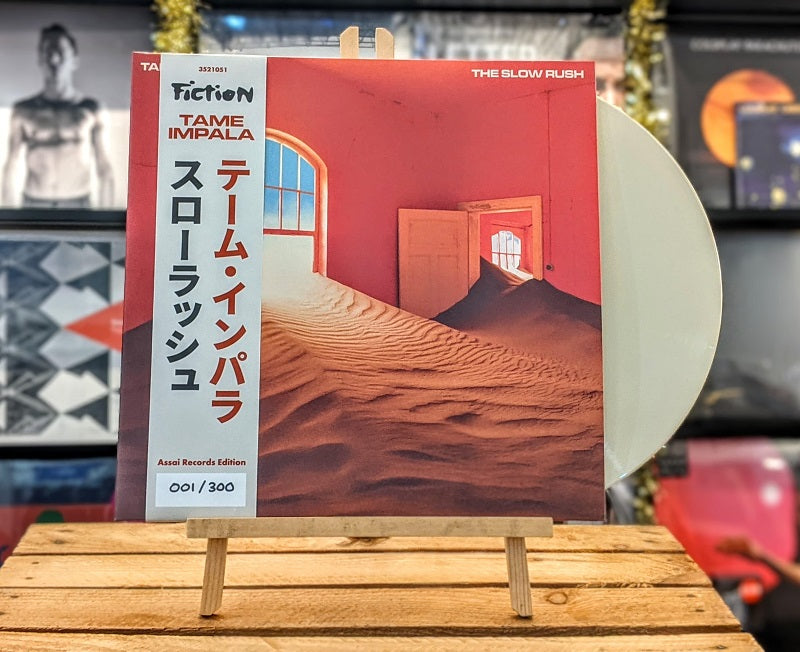 TA
3521051
THE SLOW RUSH
Fiction
TAME
IMPALA
テーム・インパラ
スローラッシュ
Assai Records Edition
001/300